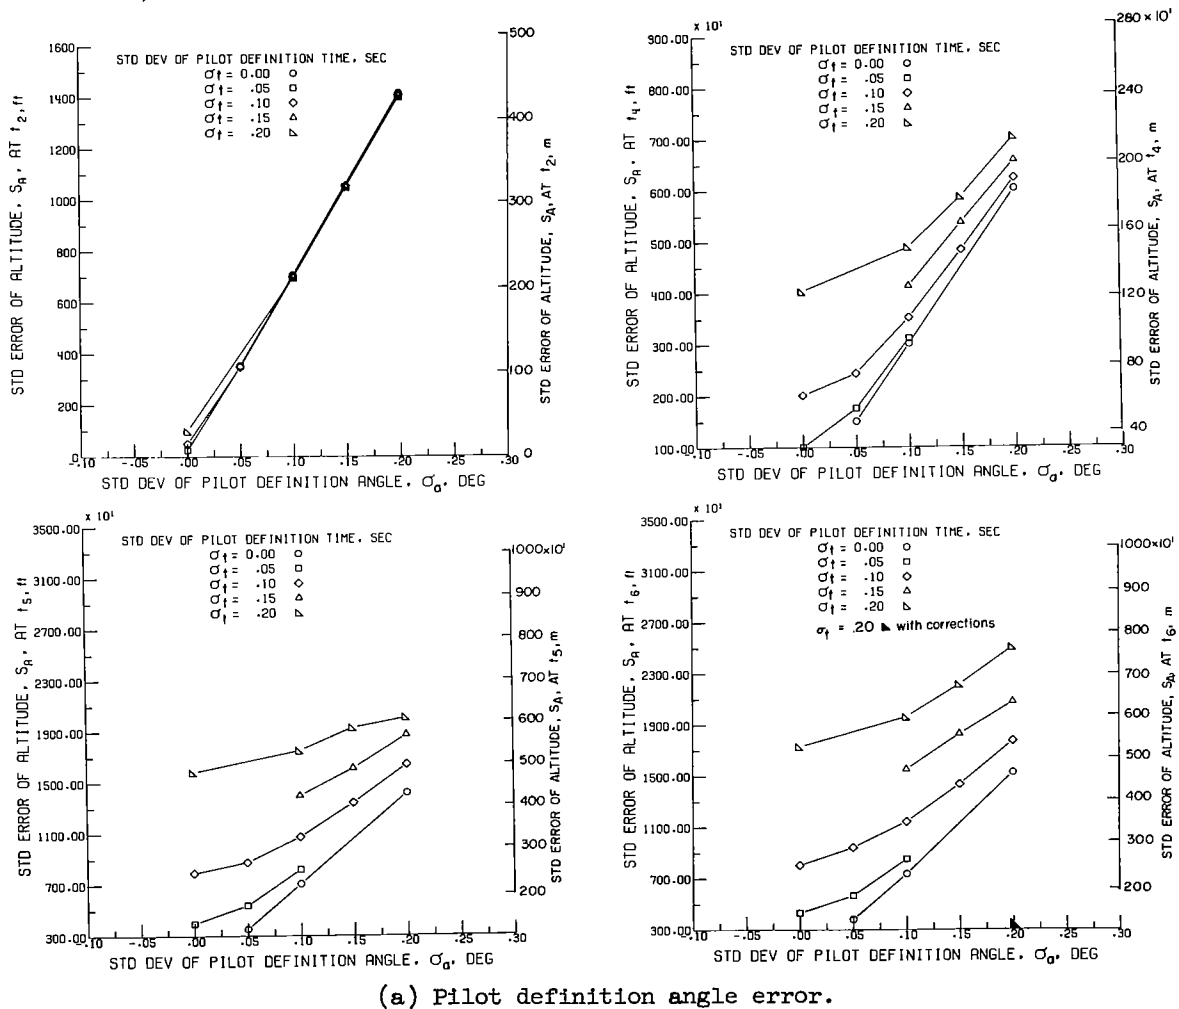 500
1600
STD DEV OF PILOT DEFINITION TIME, SEC
σt = 0.00
σt = .05
σt = .10
σt = .15
σt = .20
1400
1200
1000
800
600
400
200
0
STD ERROR OF ALTITUDE, SA, AT t2, ft
400
300
200
100
0
STD ERROR OF ALTITUDE, SA, AT t2, m
-.10 -.05 .00 .05 .10 .15 .20 .25 .30
STD DEV OF PILOT DEFINITION ANGLE, σa, DEG
× 10¹
900.00
800.00
700.00
600.00
500.00
400.00
300.00
200.00
100.00
STD ERROR OF ALTITUDE, SA, AT t4, ft
STD DEV OF PILOT DEFINITION TIME, SEC
σt = 0.00
σt = .05
σt = .10
σt = .15
σt = .20
280 × 10¹
240
200
160
120
80
40
STD ERROR OF ALTITUDE, SA, AT t4, m
-.10 -.05 .00 .05 .10 .15 .20 .25 .30
STD DEV OF PILOT DEFINITION ANGLE, σa, DEG
× 10¹
3500.00
3100.00
2700.00
2300.00
1900.00
1500.00
1100.00
700.00
300.00
STD ERROR OF ALTITUDE, SA, AT t5, ft
STD DEV OF PILOT DEFINITION TIME, SEC
σt = 0.00
σt = .05
σt = .10
σt = .15
σt = .20
1000×10¹
900
800
700
600
500
400
300
200
STD ERROR OF ALTITUDE, SA, AT t5, m
-.10 -.05 .00 .05 .10 .15 .20 .25 .30
STD DEV OF PILOT DEFINITION ANGLE, σa, DEG
× 10¹
3500.00
3100.00
2700.00
2300.00
1900.00
1500.00
1100.00
700.00
300.00
STD ERROR OF ALTITUDE, SA, AT t6, ft
STD DEV OF PILOT DEFINITION TIME, SEC
σt = 0.00
σt = .05
σt = .10
σt = .15
σt = .20
σt = .20 with corrections
1000×10¹
900
800
700
600
500
400
300
200
STD ERROR OF ALTITUDE, SA, AT t6, m
-.10 -.05 .00 .05 .10 .15 .20 .25 .30
STD DEV OF PILOT DEFINITION ANGLE, σa, DEG
(a) Pilot definition angle error.